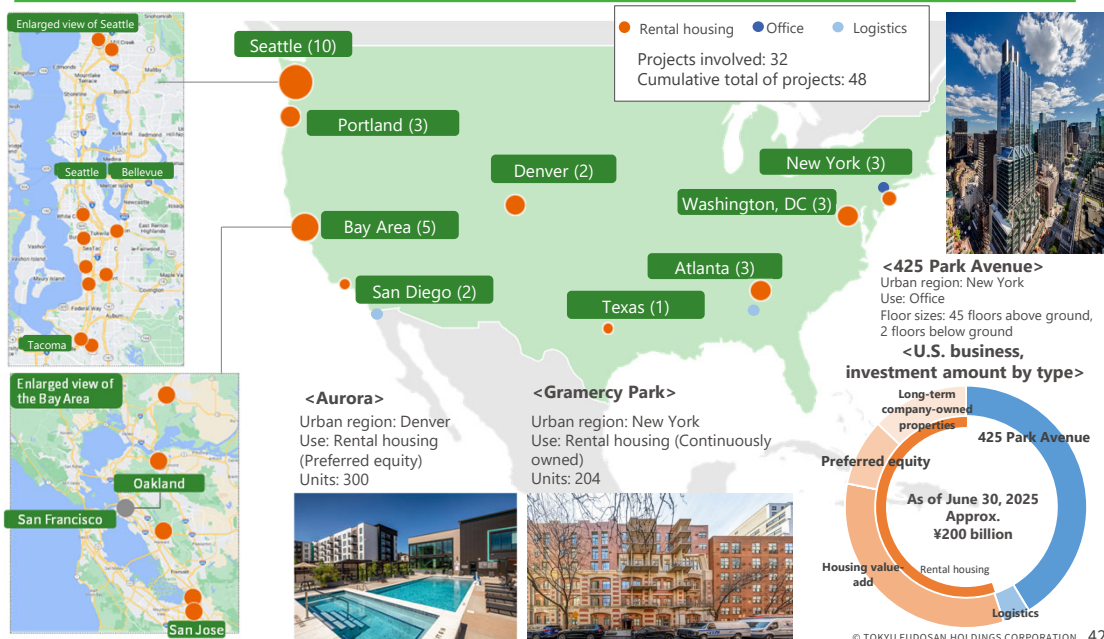 Enlarged view of Seattle
Seattle
Bellevue
Tacoma
Seattle (10)
Portland (3)
Denver (2)
Bay Area (5)
San Diego (2)
Texas (1)
Atlanta (3)
Washington, DC (3)
New York (3)
Rental housing
Office
Logistics
Projects involved: 32
Cumulative total of projects: 48
<425 Park Avenue>
Urban region: New York
Use: Office
Floor sizes: 45 floors above ground,
2 floors below ground
Enlarged view of
the Bay Area
Oakland
San Francisco
San Jose
<Aurora>
Urban region: Denver
Use: Rental housing
(Preferred equity)
Units: 300
<Gramercy Park>
Urban region: New York
Use: Rental housing (Continuously
owned)
Units: 204
<U.S. business,
investment amount by type>
Long-term
company-owned
properties
425 Park Avenue
Preferred equity
As of June 30, 2025
Approx.
¥200 billion
Housing value-
add
Rental housing
Logistics
© TOKYU FUDOSAN HOLDINGS CORPORATION 42